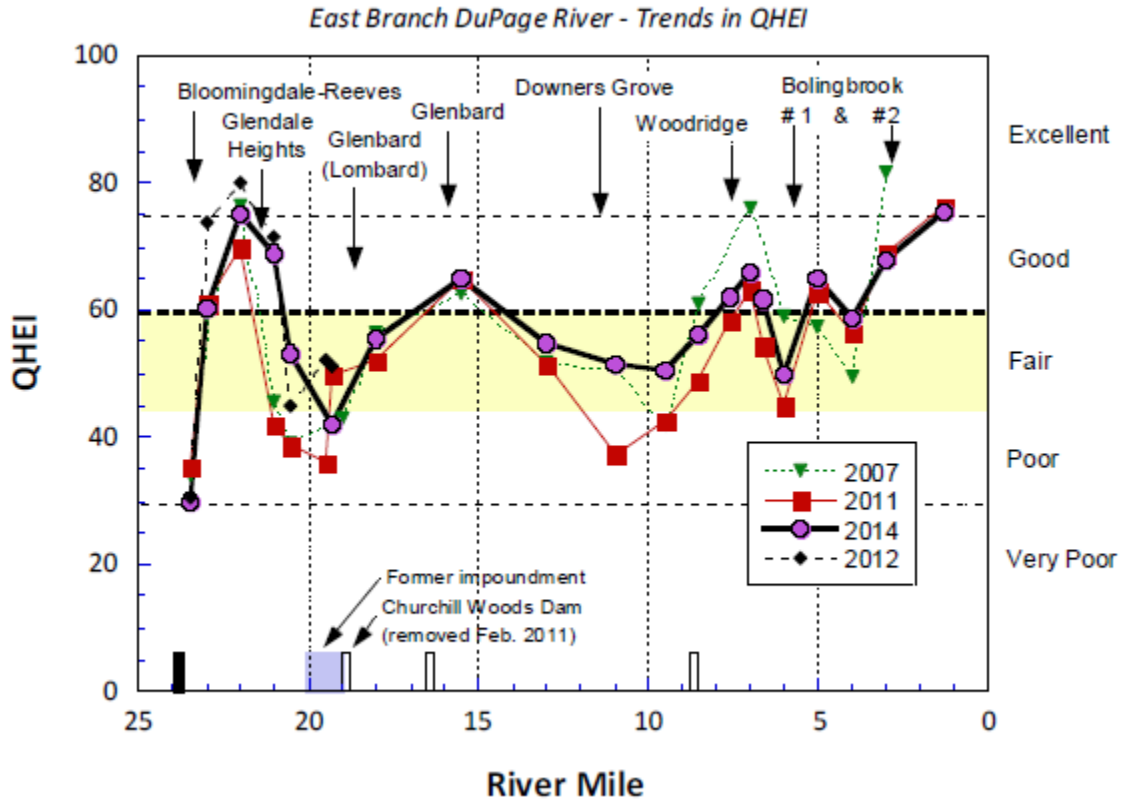 East Branch DuPage River - Trends in QHEI
100
80
60
40
20
0
QHEI
Bloomingdale-Reeves
Glendale
Heights
Glenbard
(Lombard)
Glenbard
Downers Grove
Woodridge
Bolingbrook
# 1 & #2
Excellent
Good
Fair
Poor
Very Poor
2007
2011
2014
2012
Former impoundment
Churchill Woods Dam
(removed Feb. 2011)
25 20 15 10 5 0
River Mile